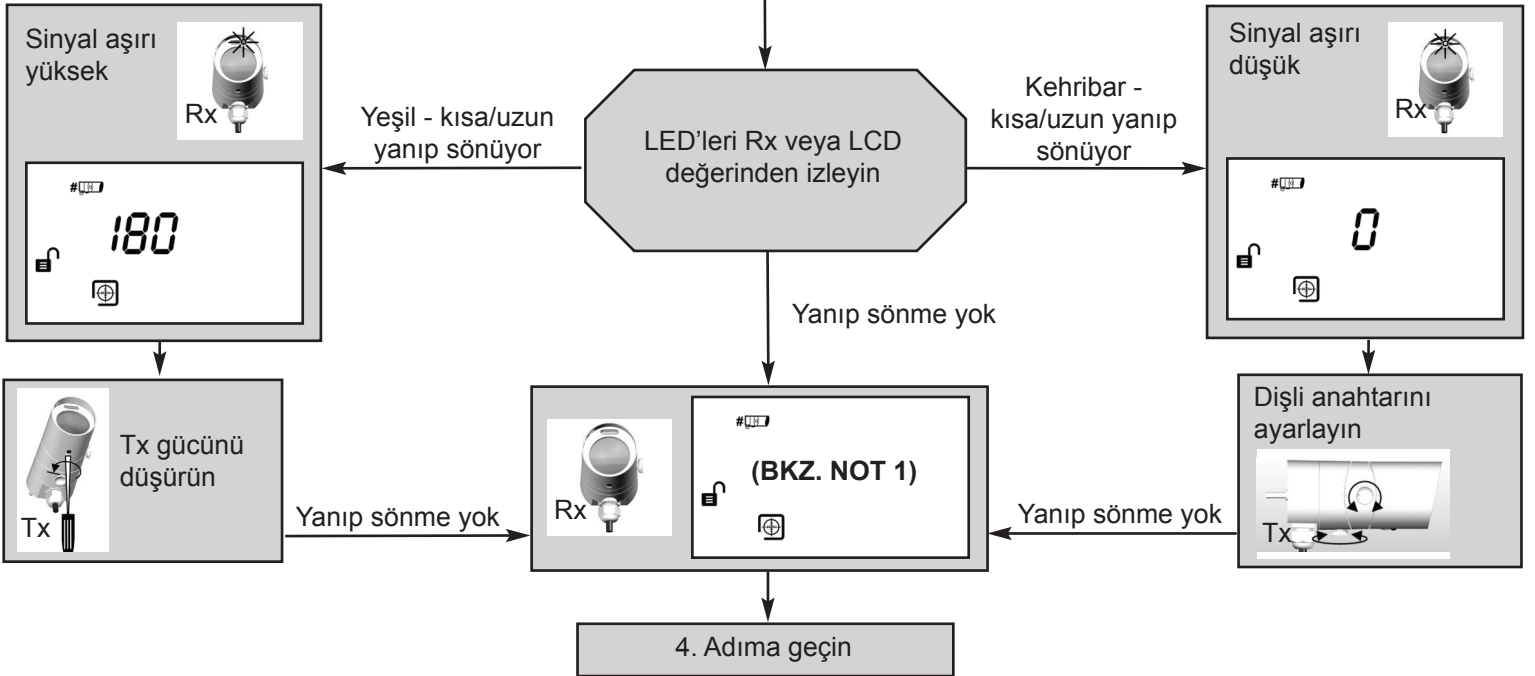 Sinyal aşırı
yüksek
Rx
#
180
Yeşil - kısa/uzun
yanıp sönüyor
LED’leri Rx veya LCD
değerinden izleyin
Kehribar -
kısa/uzun yanıp
sönüyor
Sinyal aşırı
düşük
Rx
#
0
Yanıp sönme yok
Tx gücünü
düşürün
Tx
Yanıp sönme yok
#
(BKZ. NOT 1)
Rx
Yanıp sönme yok
Dişli anahtarını
ayarlayın
Tx
4. Adıma geçin